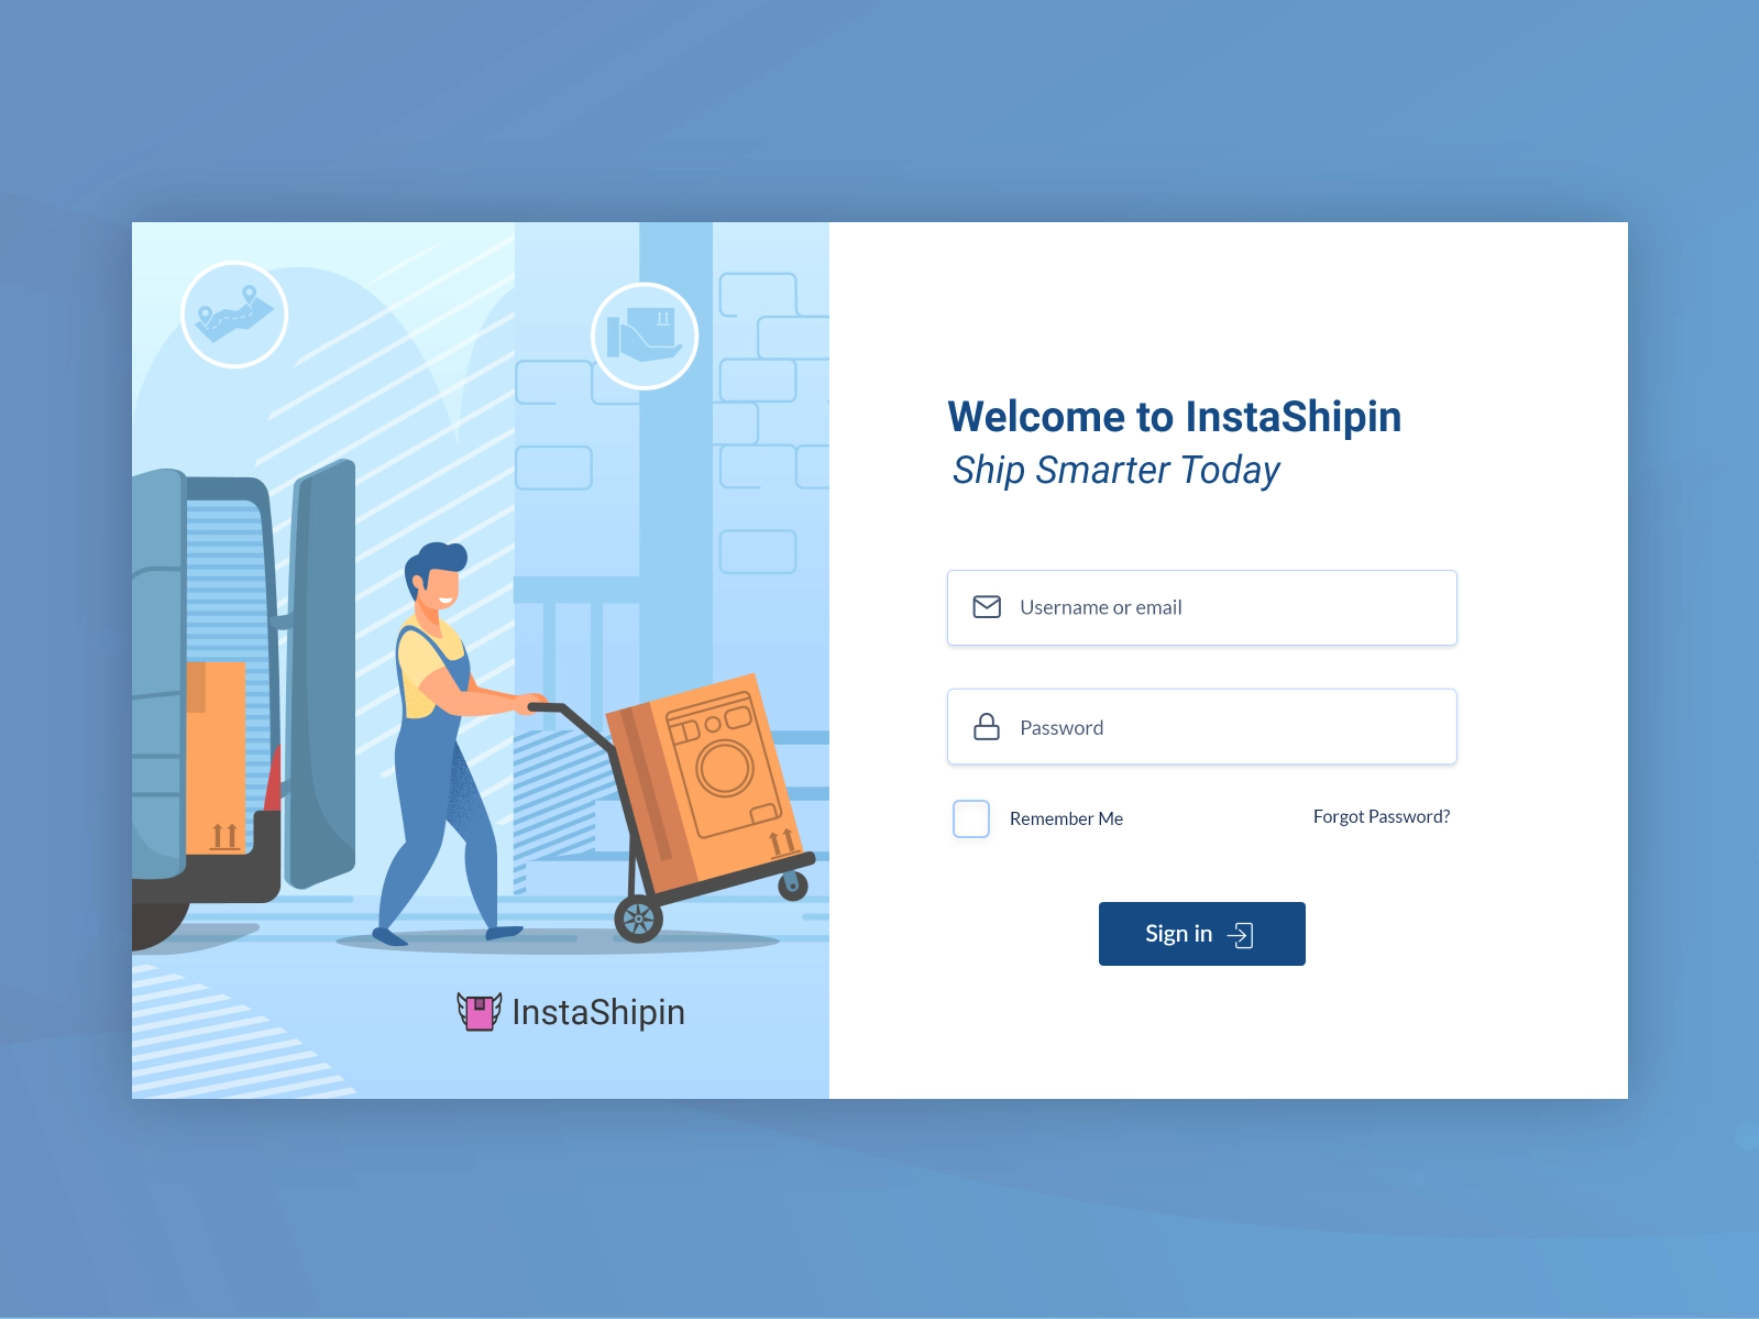 InstaShipin
Welcome to InstaShipin
Ship Smarter Today
Username or email
Password
Remember Me
Forgot Password?
Sign in